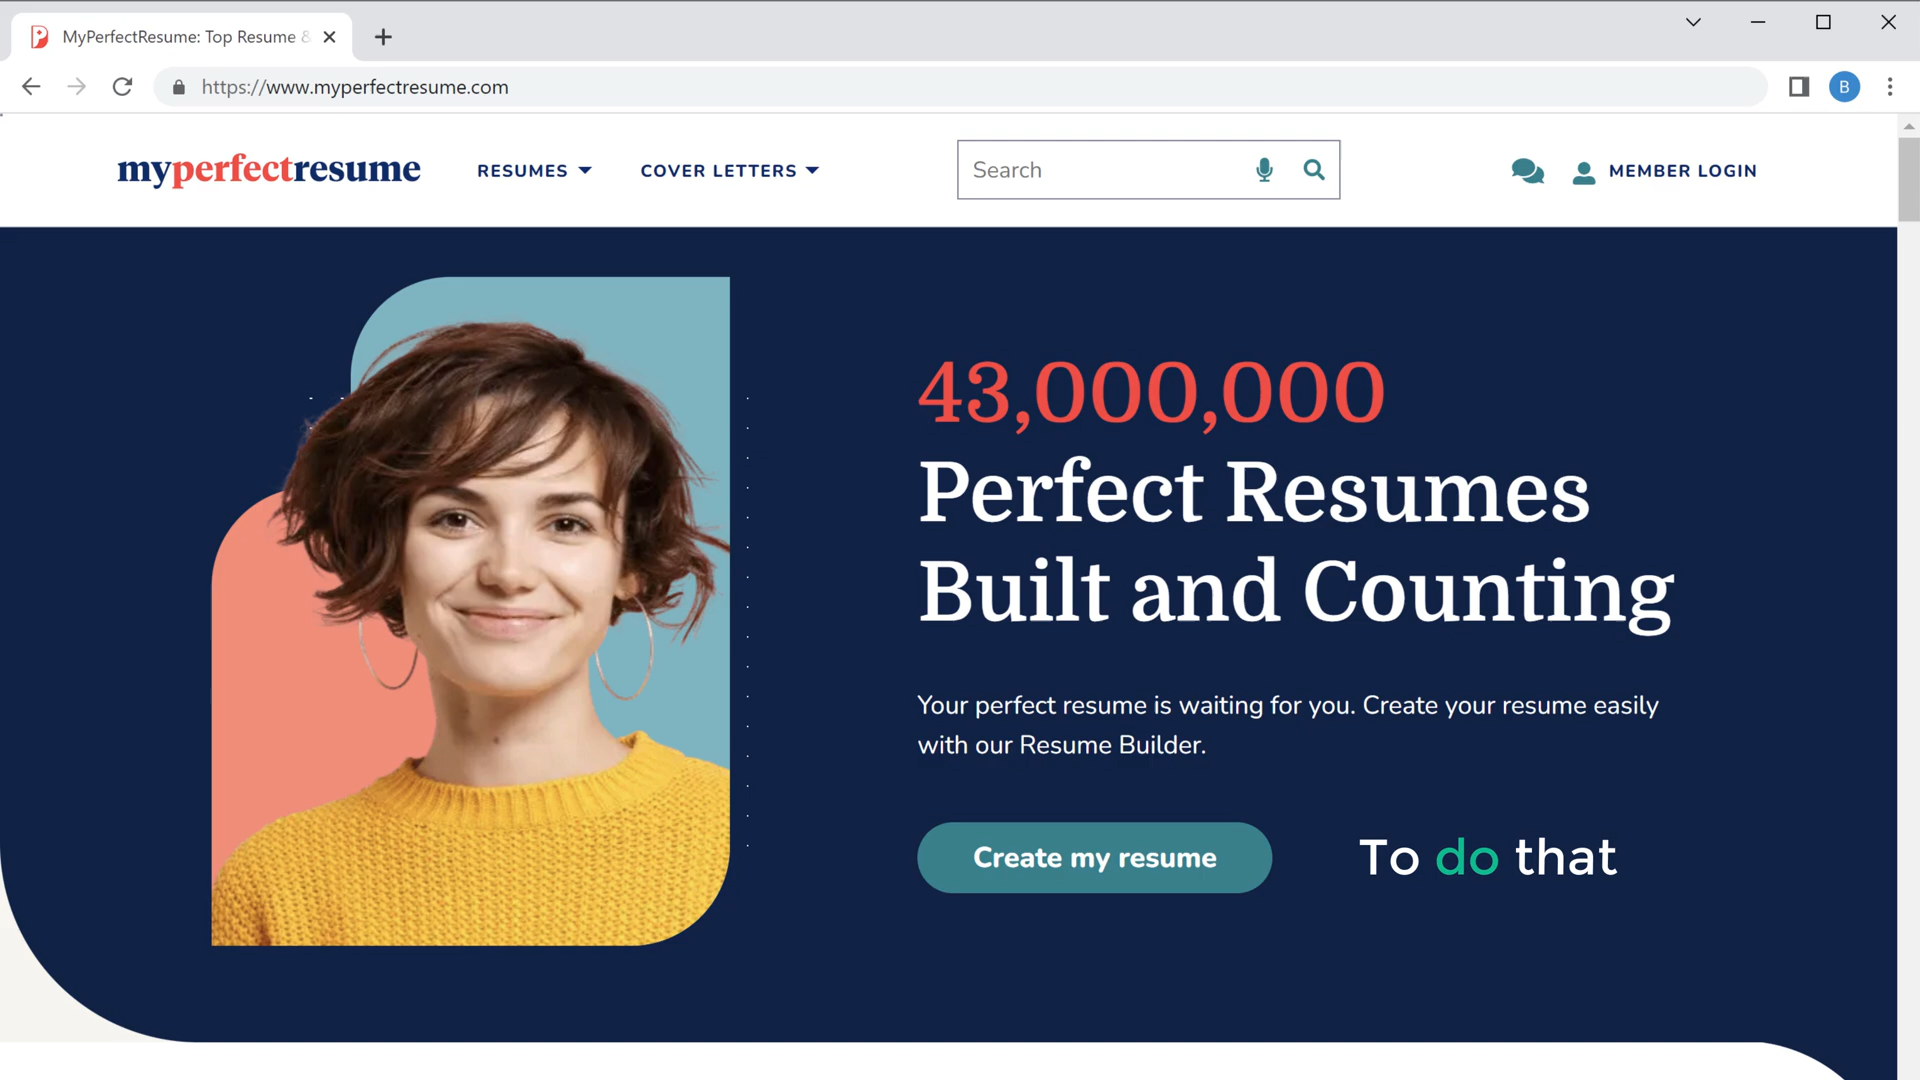 MyPerfectResume: Top Resume &
https://www.myperfectresume.com
B
myperfectresume
RESUMES
COVER LETTERS
Search
MEMBER LOGIN
43,000,000
Perfect Resumes
Built and Counting
Your perfect resume is waiting for you. Create your resume easily
with our Resume Builder.
Create my resume
To do that